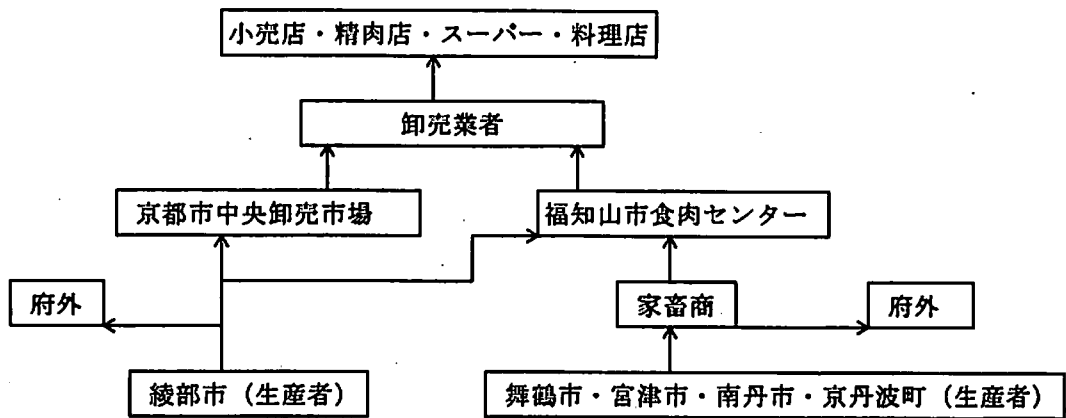 小売店・精肉店・スーパー・料理店
卸売業者
京都市中央卸売市場
福知山市食肉センター
府外
家畜商
府外
綾部市（生産者）
舞鶴市・宮津市・南丹市・京丹波町（生産者）